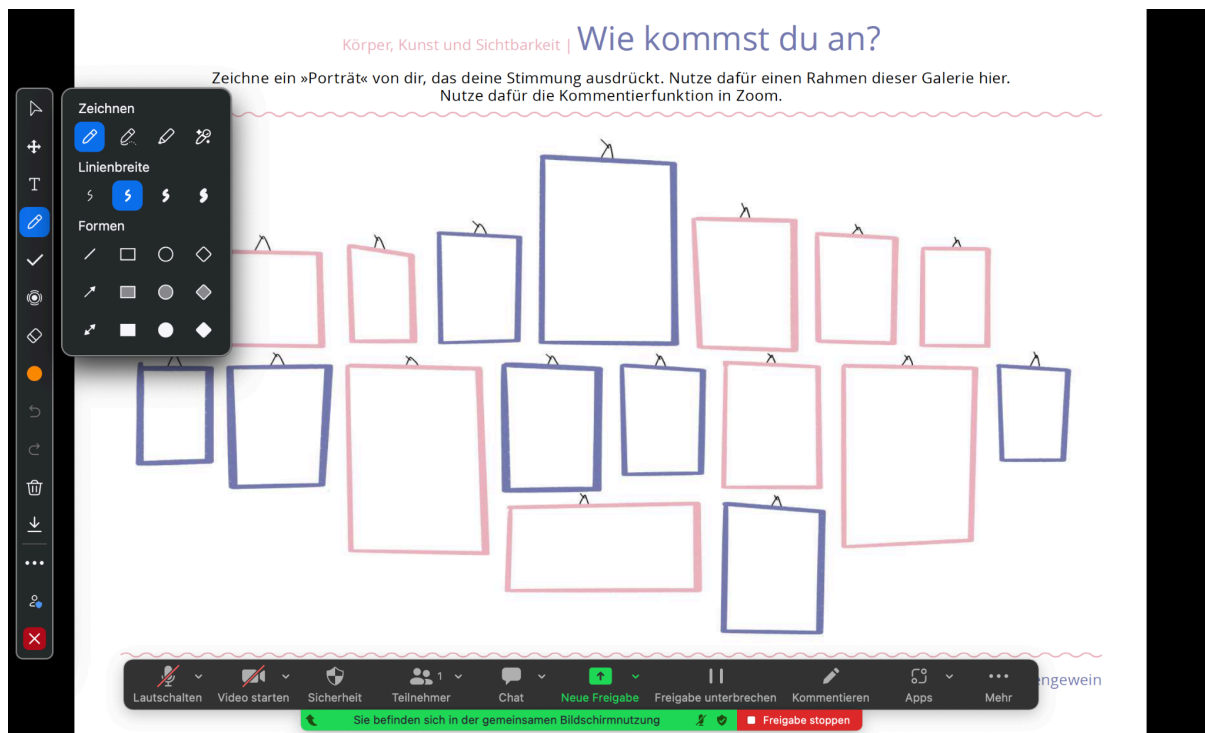 Körper, Kunst und Sichtbarkeit | Wie kommst du an?
Zeichne ein »Porträt« von dir, das deine Stimmung ausdrückt. Nutze dafür einen Rahmen dieser Galerie hier.
Nutze dafür die Kommentierfunktion in Zoom.
Zeichnen
Linienbreite
Formen
T
Lautschalten
Video starten
Sicherheit
1
Teilnehmer
Chat
Neue Freigabe
Freigabe unterbrechen
Kommentieren
Apps
Mehr
Sie befinden sich in der gemeinsamen Bildschirmnutzung
Freigabe stoppen